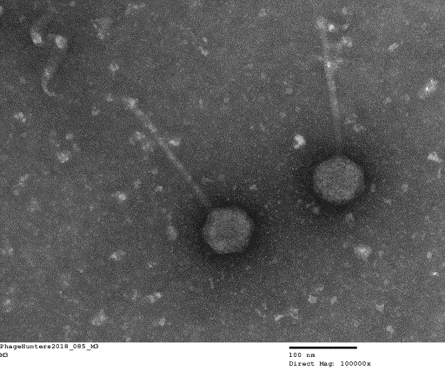 PhageHunters2018_085_M3
M3
100 nm
Direct Mag: 100000x